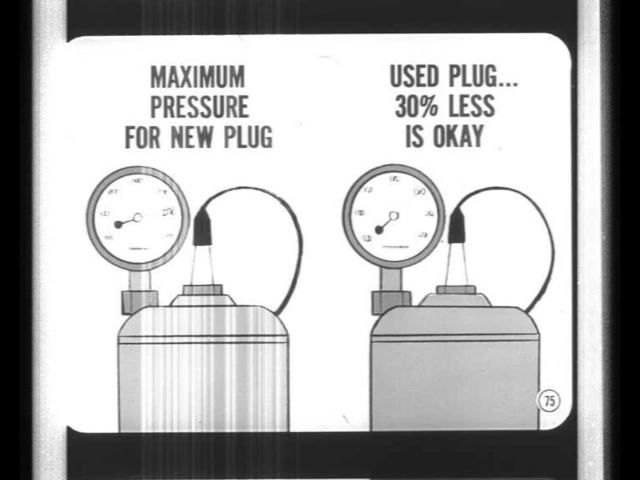 MAXIMUM
PRESSURE
FOR NEW PLUG
USED PLUG...
30% LESS
IS OKAY
75